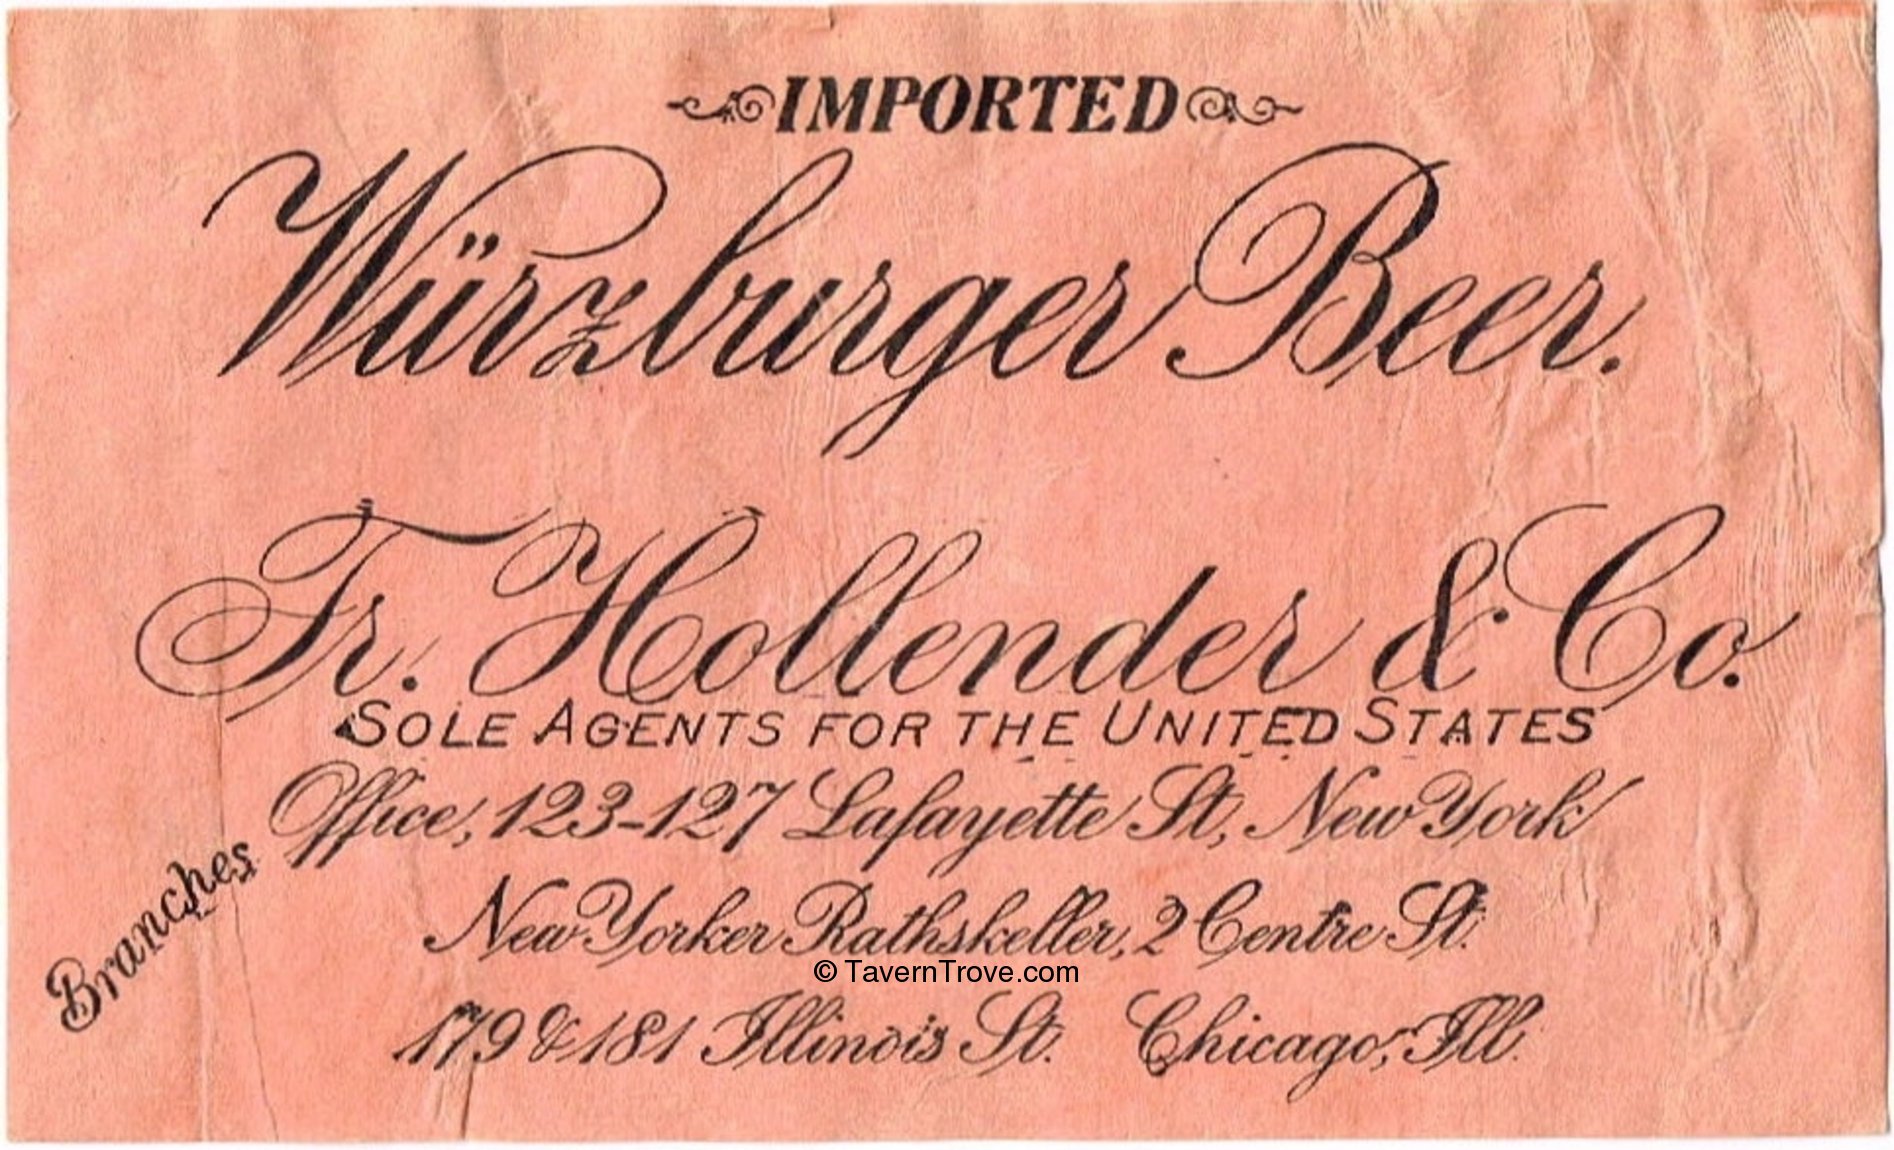 IMPORTED
Würzburger Beer.
Fr. Hollender & Co.
SOLE AGENTS FOR THE UNITED STATES
Office, 123-127 Lafayette St, New York
Branches
New Yorker Rathskeller, 2 Centre St.
© TavernTrove.com
179 & 181 Illinois St. Chicago, Ill.